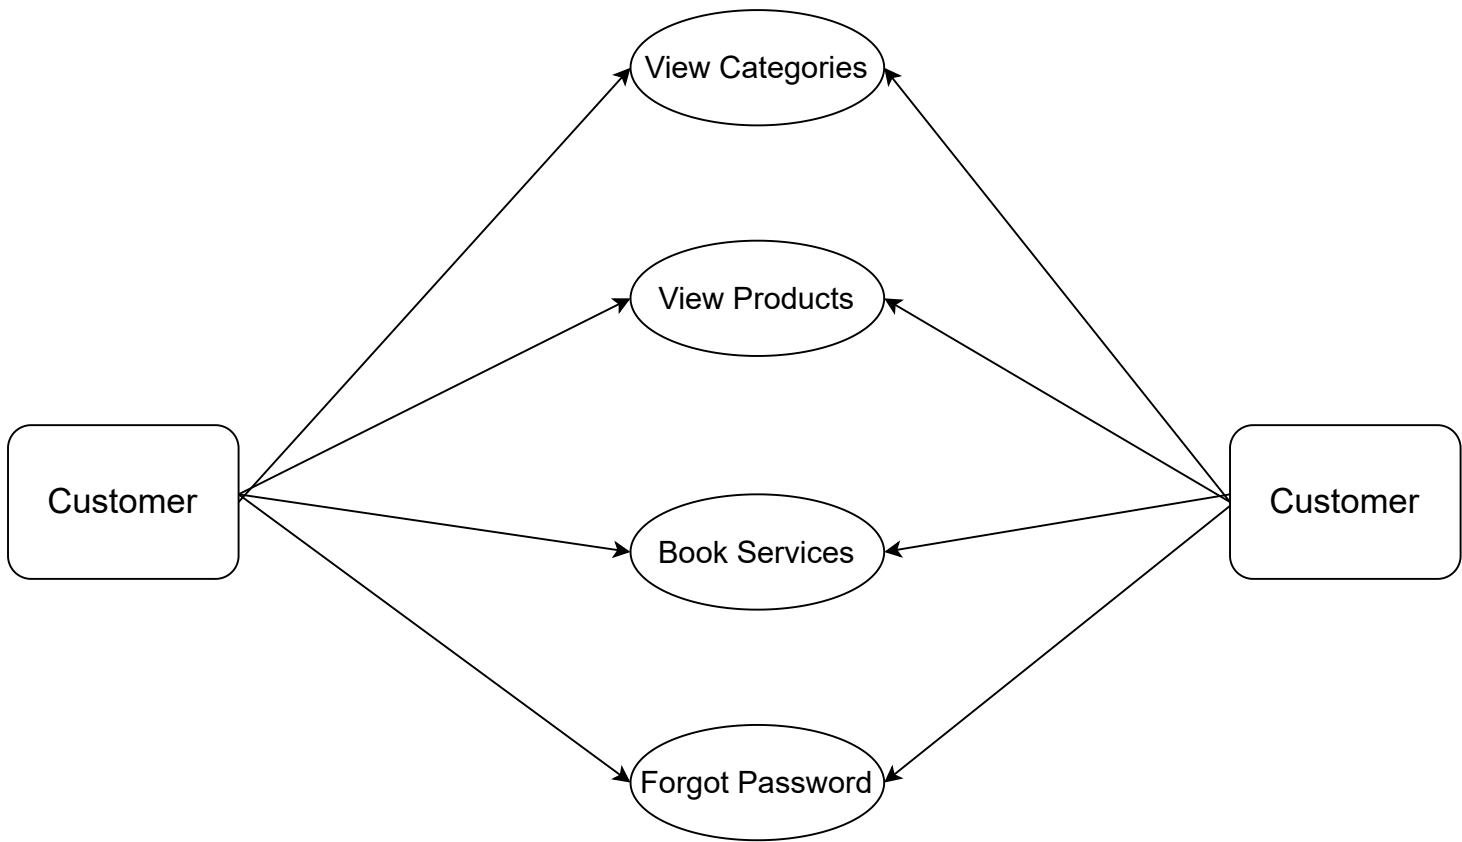 View Categories
View Products
Customer
Customer
Book Services
Forgot Password